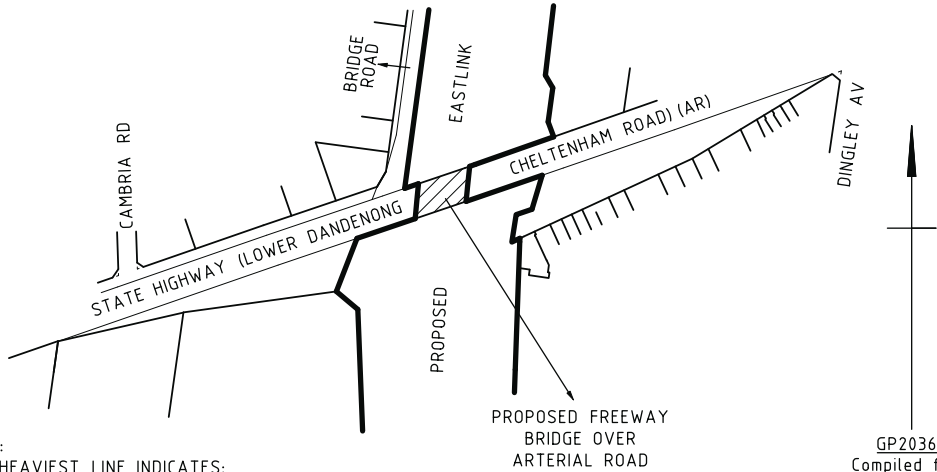 BRIDGE
ROAD
EASTLINK
CAMBRIA RD
CHELTENHAM ROAD) (AR)
DINGLEY AV
STATE HIGHWAY (LOWER DANDENONG
PROPOSED
PROPOSED FREEWAY
BRIDGE OVER
ARTERIAL ROAD
:
HEAVIEST LINE INDICATES:
GP2036
Compiled f